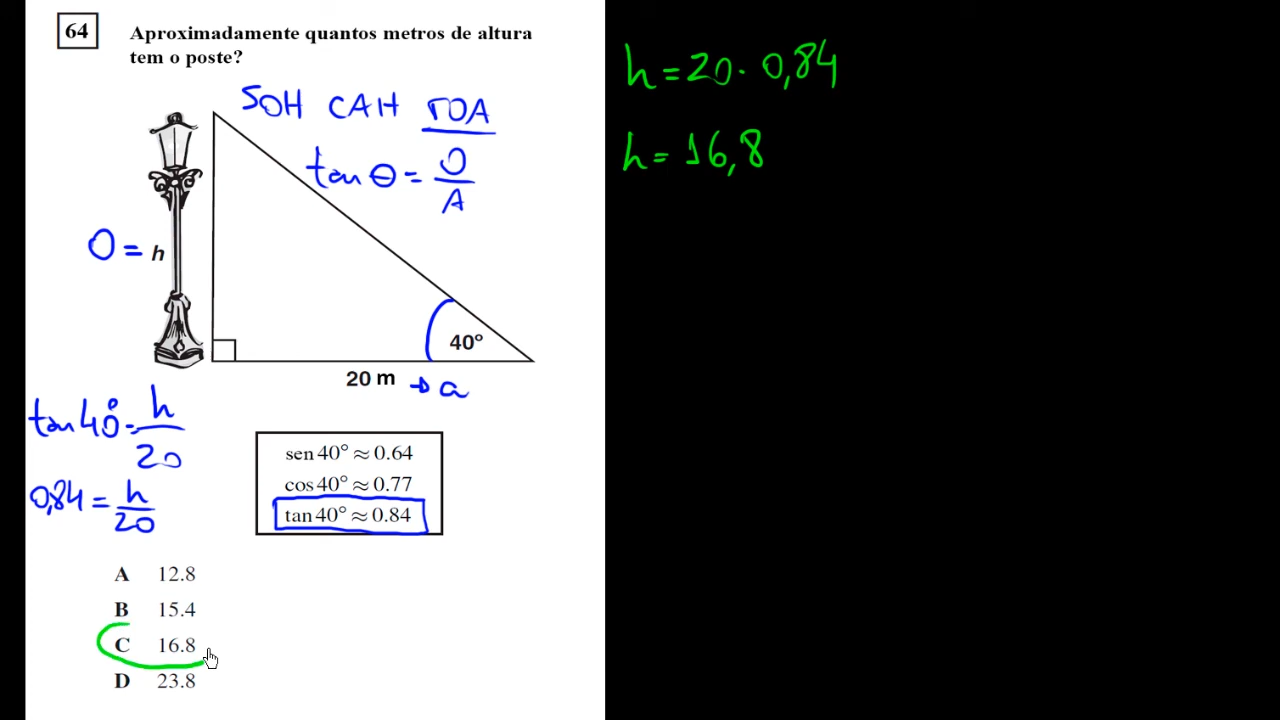 64
Aproximadamente quantos metros de altura
tem o poste?
SOH CAH TOA
tan θ = O/A
O = h
40º
20 m → a
tan 40° = h/20
0,84 = h/20
sen 40° ≈ 0.64
cos 40° ≈ 0.77
tan 40° ≈ 0.84
A 12.8
B 15.4
C 16.8
D 23.8
h = 20 · 0,84
h = 16,8